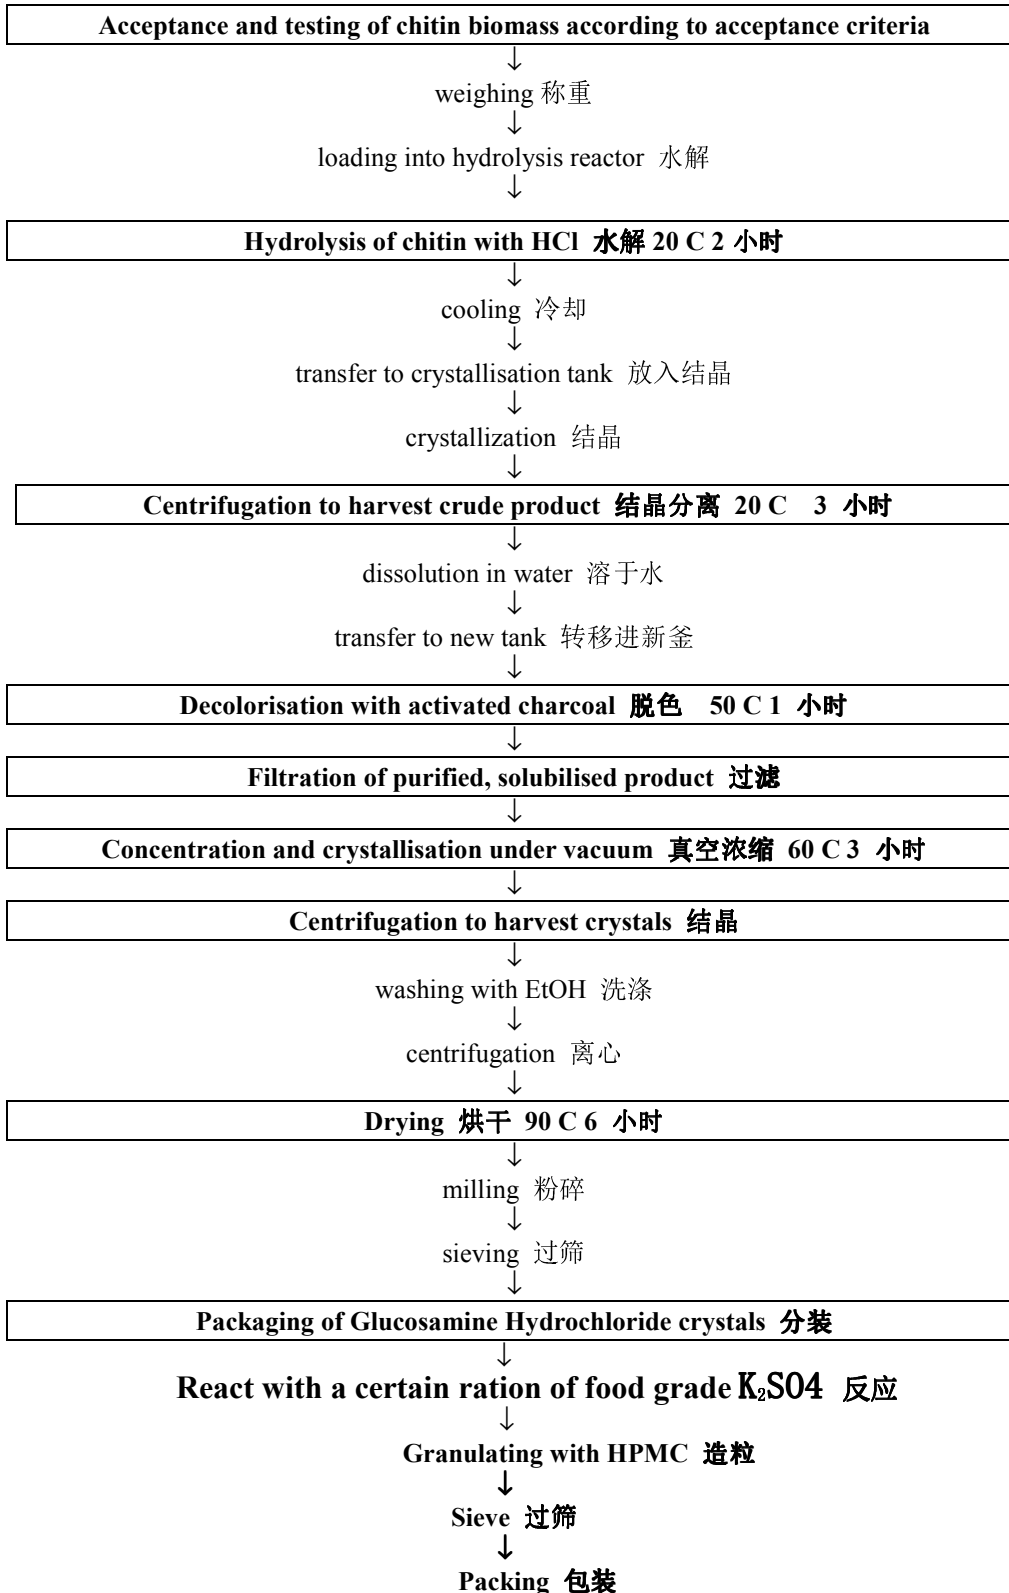 Acceptance and testing of chitin biomass according to acceptance criteria
↓
weighing 称重
↓
loading into hydrolysis reactor 水解
↓
Hydrolysis of chitin with HCl 水解 20 C 2 小时
↓
cooling 冷却
↓
transfer to crystallisation tank 放入结晶
↓
crystallization 结晶
↓
Centrifugation to harvest crude product 结晶分离 20 C 3 小时
↓
dissolution in water 溶于水
↓
transfer to new tank 转移进新釜
↓
Decolorisation with activated charcoal 脱色 50 C 1 小时
↓
Filtration of purified, solubilised product 过滤
↓
Concentration and crystallisation under vacuum 真空浓缩 60 C 3 小时
↓
Centrifugation to harvest crystals 结晶
↓
washing with EtOH 洗涤
↓
centrifugation 离心
↓
Drying 烘干 90 C 6 小时
↓
milling 粉碎
↓
sieving 过筛
↓
Packaging of Glucosamine Hydrochloride crystals 分装
↓
React with a certain ration of food grade K₂SO4 反应
↓
Granulating with HPMC 造粒
↓
Sieve 过筛
↓
Packing 包装